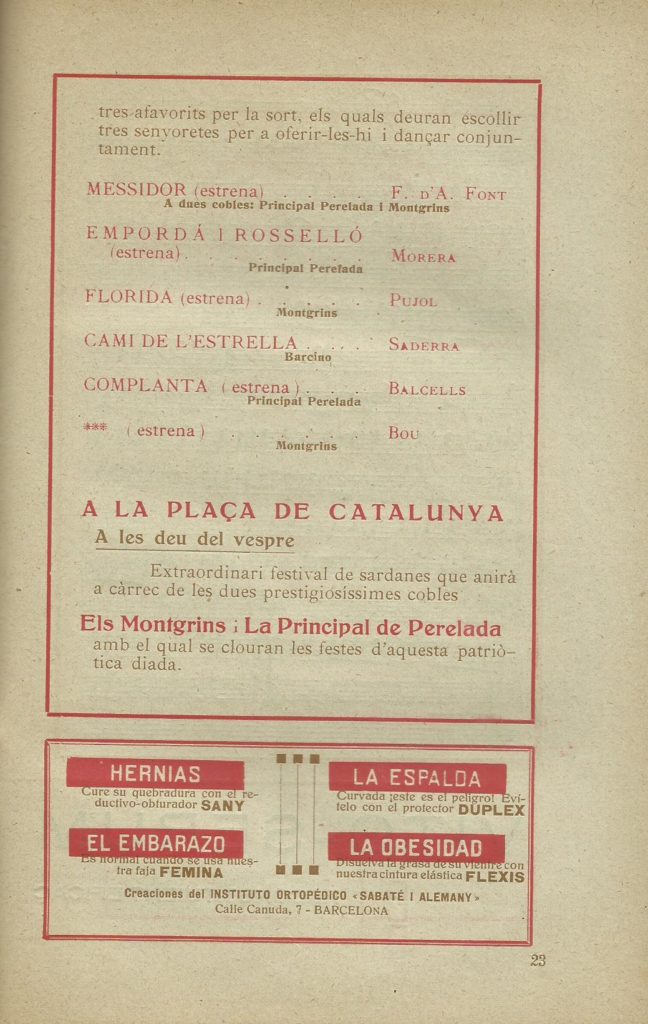 tres afavorits per la sort, els quals deuran escollir
tres senyoretes per a oferir-les-hi i dançar conjun-
tament.
MESSIDOR (estrena) . . . . F. D'A. FONT
A dues cobles: Principal Perelada i Montgrins
EMPORDÁ I ROSSELLÓ
(estrena). . . . . . . MORERA
Principal Perelada
FLORIDA (estrena) . . . . . PUJOL
Montgrins
CAMI DE L'ESTRELLA . . . . SADERRA
Barcino
COMPLANTA (estrena) . . . . BALCELLS
Principal Perelada
*** (estrena) . . . . . . BOU
Montgrins
A LA PLAÇA DE CATALUNYA
A les deu del vespre
Extraordinari festival de sardanes que anirà
a càrrec de les dues prestigiosíssimes cobles
Els Montgrins i La Principal de Perelada
amb el qual se clouran les festes d'aquesta patriò-
tica diada.
HERNIAS
Cure su quebradura con el re-
ductivo-obturador SANY
EL EMBARAZO
Es normal cuando se usa nues-
tra faja FEMINA
LA ESPALDA
Curvada ¡este es el peligro! Eví-
telo con el protector DUPLEX
LA OBESIDAD
Disuelva la grasa de su vientre con
nuestra cintura elástica FLEXIS
Creaciones del INSTITUTO ORTOPÉDICO «SABATÉ I ALEMANY»
Calle Canuda, 7 - BARCELONA
23